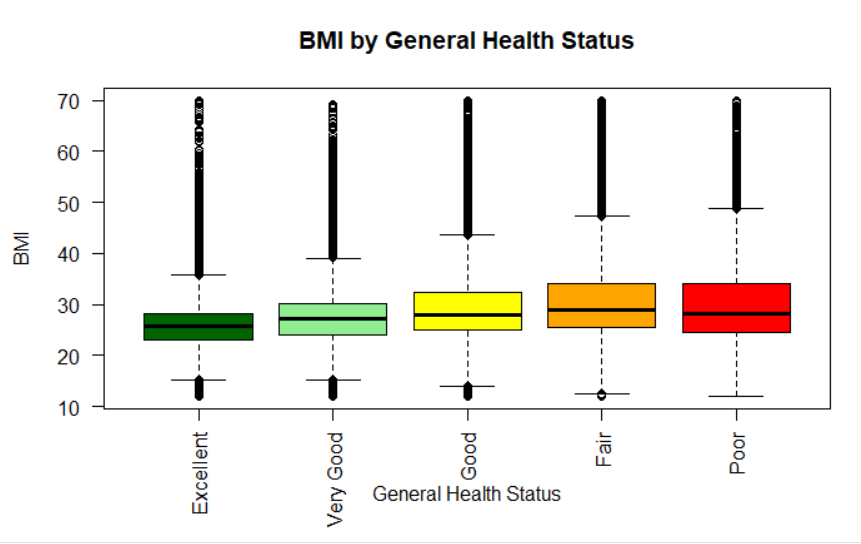 BMI by General Health Status
70
60
50
40
30
20
10
BMI
Excellent
Very Good
Good
Fair
Poor
General Health Status